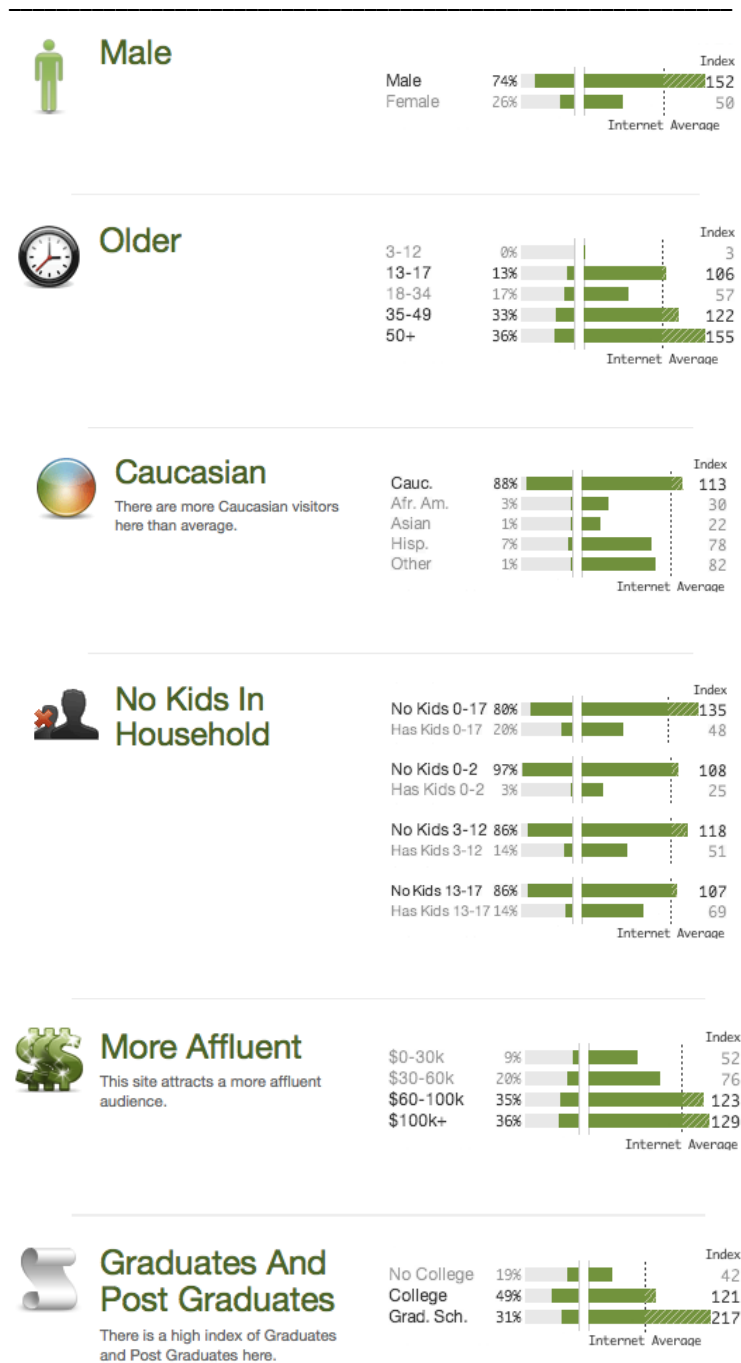 Male
Index
Male 74% 152
Female 26% 50
Internet Average
Older
Index
3-12 0% 3
13-17 13% 106
18-34 17% 57
35-49 33% 122
50+ 36% 155
Internet Average
Caucasian
There are more Caucasian visitors
here than average.
Index
Cauc. 88% 113
Afr. Am. 3% 30
Asian 1% 22
Hisp. 7% 78
Other 1% 82
Internet Average
No Kids In
Household
Index
No Kids 0-17 80% 135
Has Kids 0-17 20% 48
No Kids 0-2 97% 108
Has Kids 0-2 3% 25
No Kids 3-12 86% 118
Has Kids 3-12 14% 51
No Kids 13-17 86% 107
Has Kids 13-17 14% 69
Internet Average
More Affluent
This site attracts a more affluent
audience.
Index
$0-30k 9% 52
$30-60k 20% 76
$60-100k 35% 123
$100k+ 36% 129
Internet Average
Graduates And
Post Graduates
There is a high index of Graduates
and Post Graduates here.
Index
No College 19% 42
College 49% 121
Grad. Sch. 31% 217
Internet Average